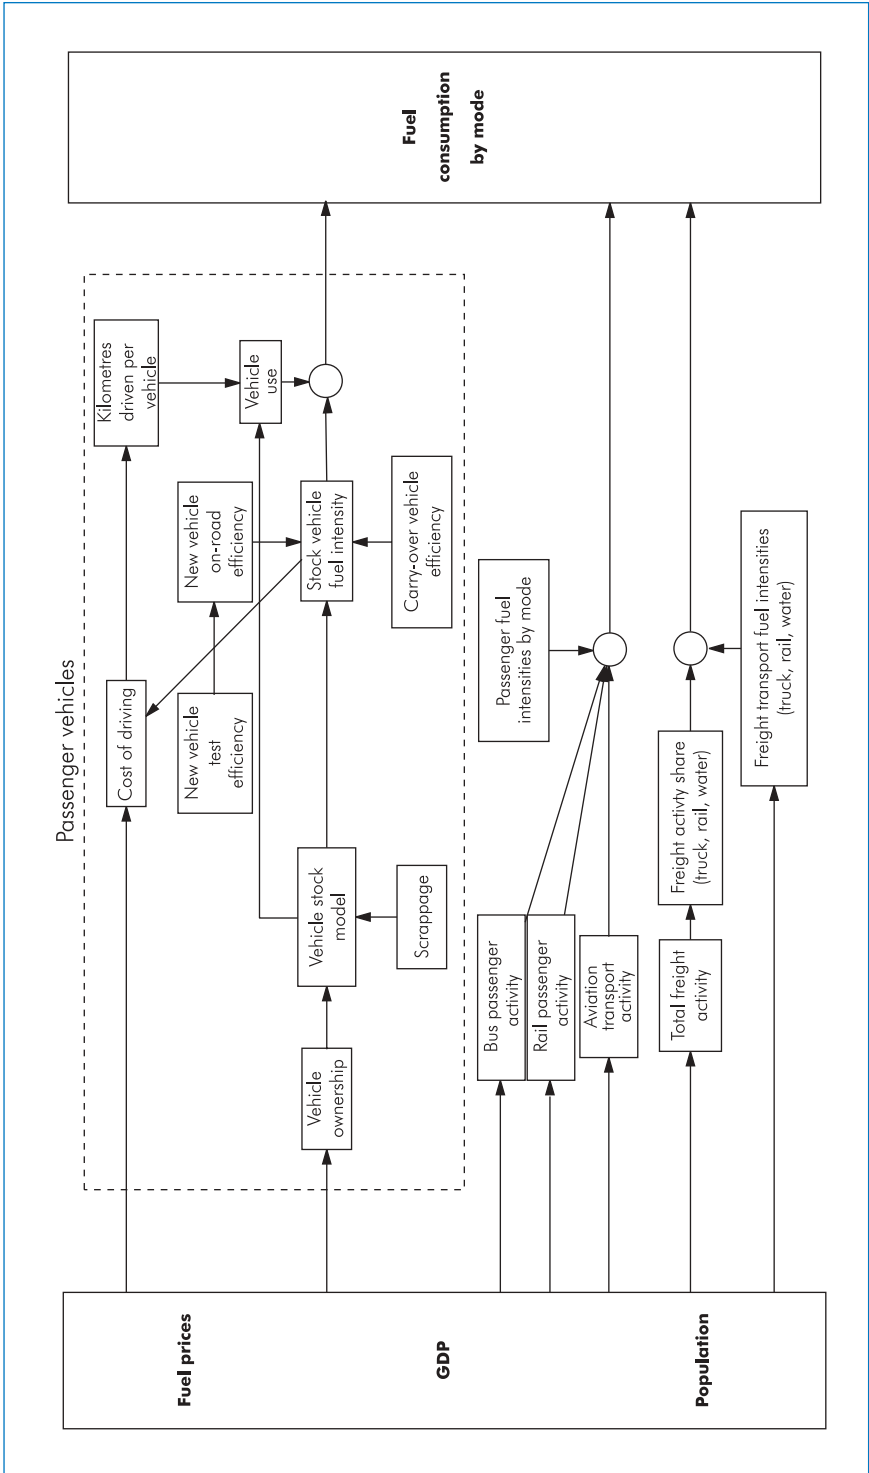 Passenger vehicles
Fuel prices
GDP
Population
Cost of driving
Kilometres
driven per
vehicle
New vehicle
test
efficiency
New vehicle
on-road
efficiency
Vehicle
use
Vehicle
ownership
Vehicle stock
model
Stock vehicle
fuel intensity
Scrappage
Carry-over vehicle
efficiency
Bus passenger
activity
Rail passenger
activity
Aviation
transport
activity
Passenger fuel
intensities by mode
Total freight
activity
Freight activty share
(truck, rail, water)
Freight transport fuel intensities
(truck, rail, water)
Fuel
consumption
by mode